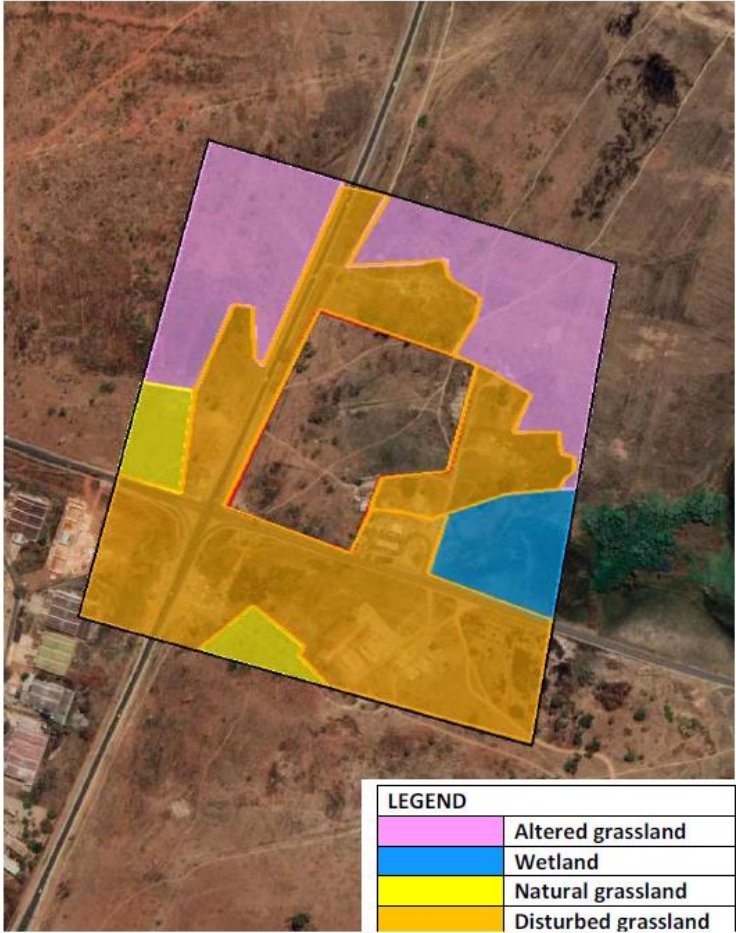 LEGEND
Altered grassland
Wetland
Natural grassland
Disturbed grassland